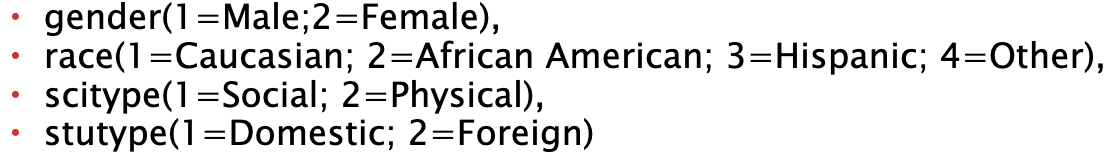 • gender(1=Male;2=Female),
• race(1=Caucasian; 2=African American; 3=Hispanic; 4=Other),
• scitype(1=Social; 2=Physical),
• stutype(1=Domestic; 2=Foreign)